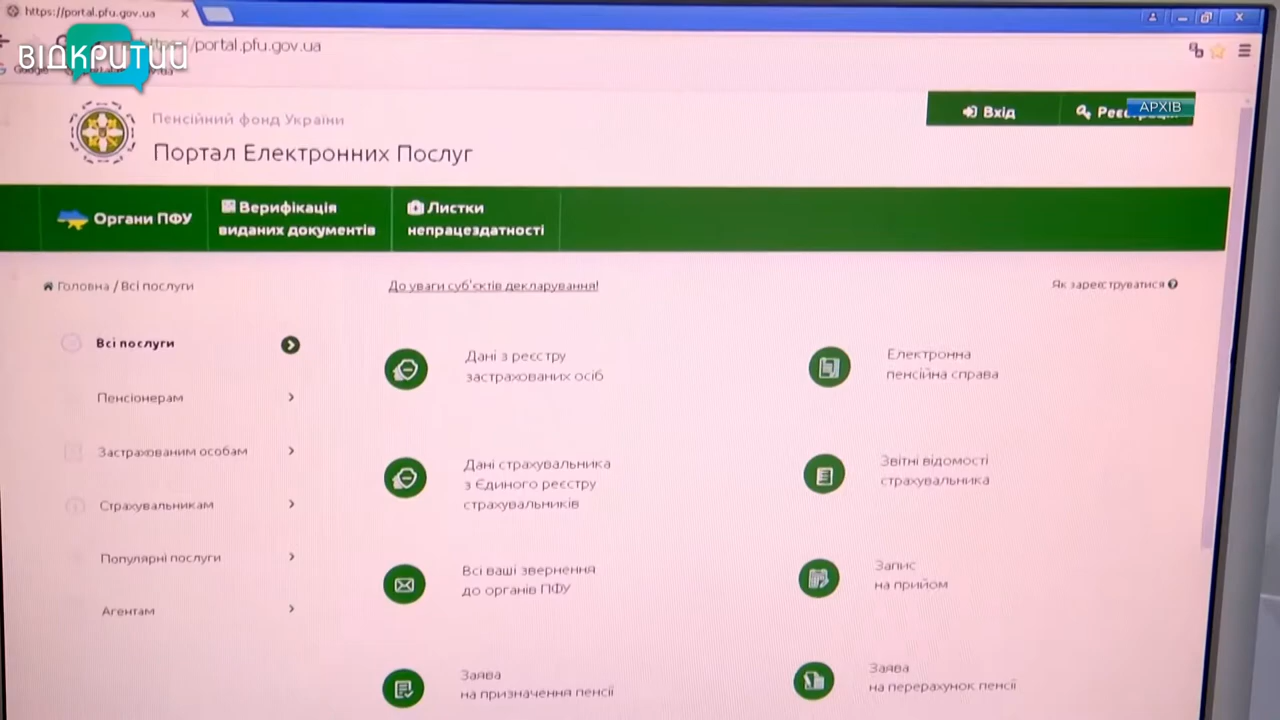 https://portal.pfu.gov.ua
ВІДКРИТИЙ
/portal.pfu.gov.ua
Пенсійний фонд України
Портал Електронних Послуг
Вхід
АРХІВ
Органи ПФУ
Верифікація
виданих документів
Листки
непрацездатності
Головна / Всі послуги
До уваги суб'єктів декларування!
Як зареєструватися
Всі послуги
Пенсіонерам
Застрахованим особам
Страхувальникам
Популярні послуги
Агентам
Дані з реєстру
застрахованих осіб
Електронна
пенсійна справа
Дані страхувальника
з Єдиного реєстру
страхувальників
Звітні відомості
страхувальника
Всі ваші звернення
до органів ПФУ
Запис
на прийом
Заява
на призначення пенсії
Заява
на перерахунок пенсії